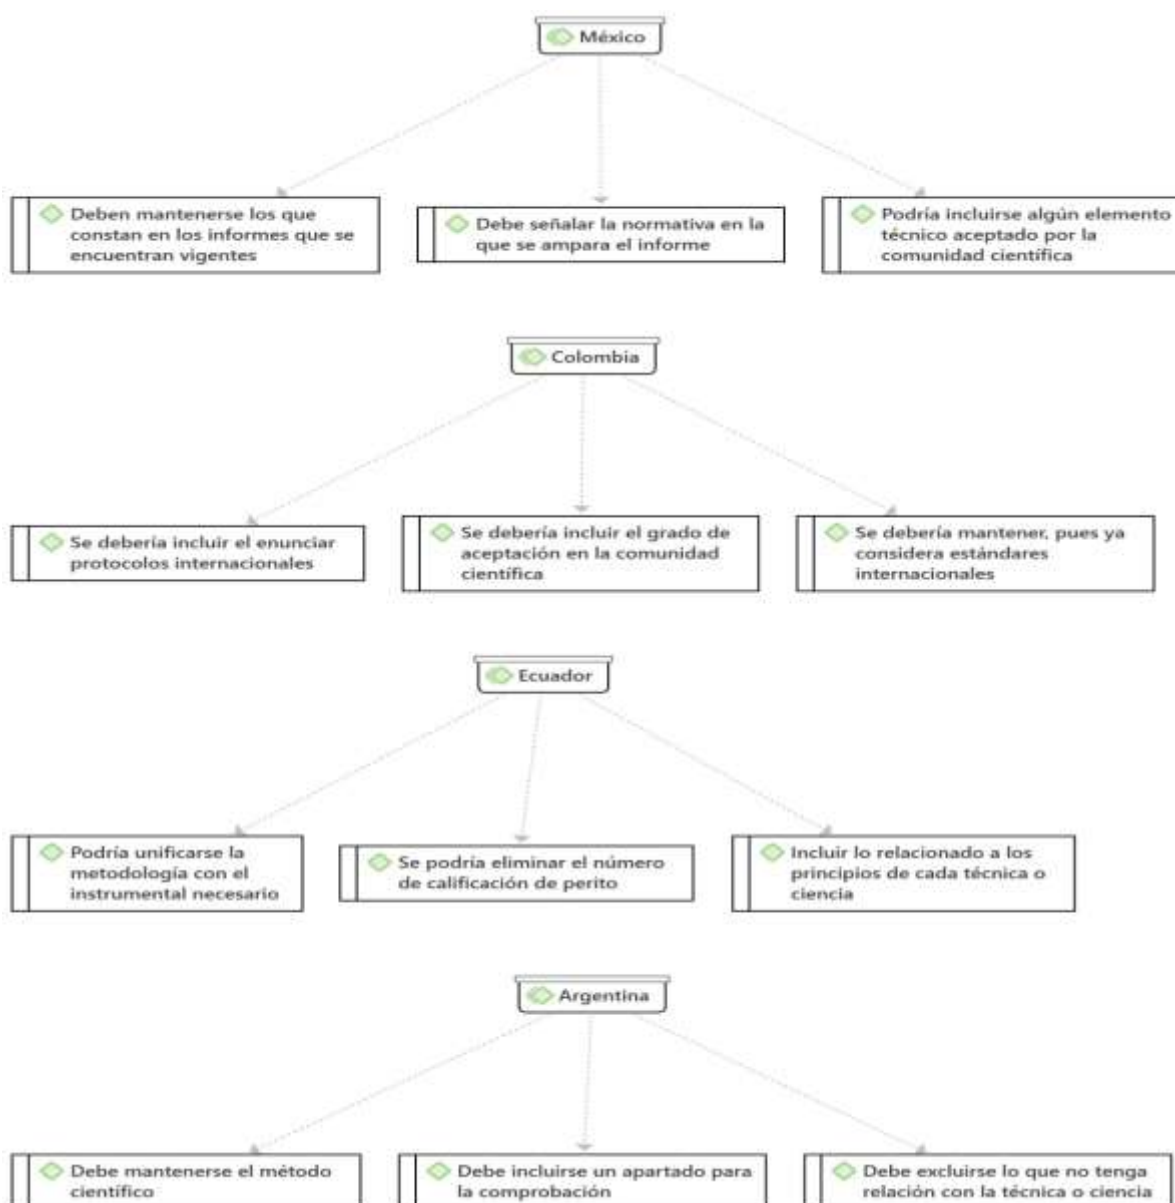 México
Deben mantenerse los que
constan en los informes que se
encuentran vigentes
Debe señalar la normativa en la
que se ampara el informe
Podría incluirse algún elemento
técnico aceptado por la
comunidad científica
Colombia
Se debería incluir el enunciar
protocolos internacionales
Se debería incluir el grado de
aceptación en la comunidad
científica
Se debería mantener, pues ya
considera estándares
internacionales
Ecuador
Podría unificarse la
metodología con el
instrumental necesario
Se podría eliminar el número
de calificación de perito
Incluir lo relacionado a los
principios de cada técnica o
ciencia
Argentina
Debe mantenerse el método
científico
Debe incluirse un apartado para
la comprobación
Debe excluirse lo que no tenga
relación con la técnica o ciencia